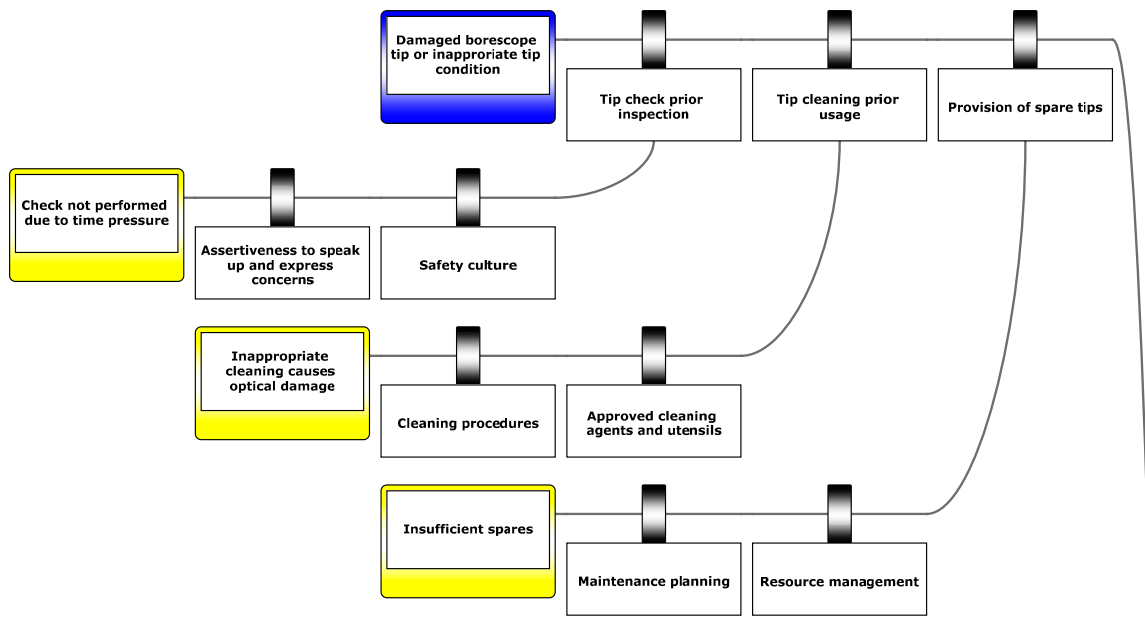 Damaged borescope
tip or inapproriate tip
condition
Tip check prior
inspection
Tip cleaning prior
usage
Provision of spare tips
Check not performed
due to time pressure
Assertiveness to speak
up and express
concerns
Safety culture
Inappropriate
cleaning causes
optical damage
Cleaning procedures
Approved cleaning
agents and utensils
Insufficient spares
Maintenance planning
Resource management